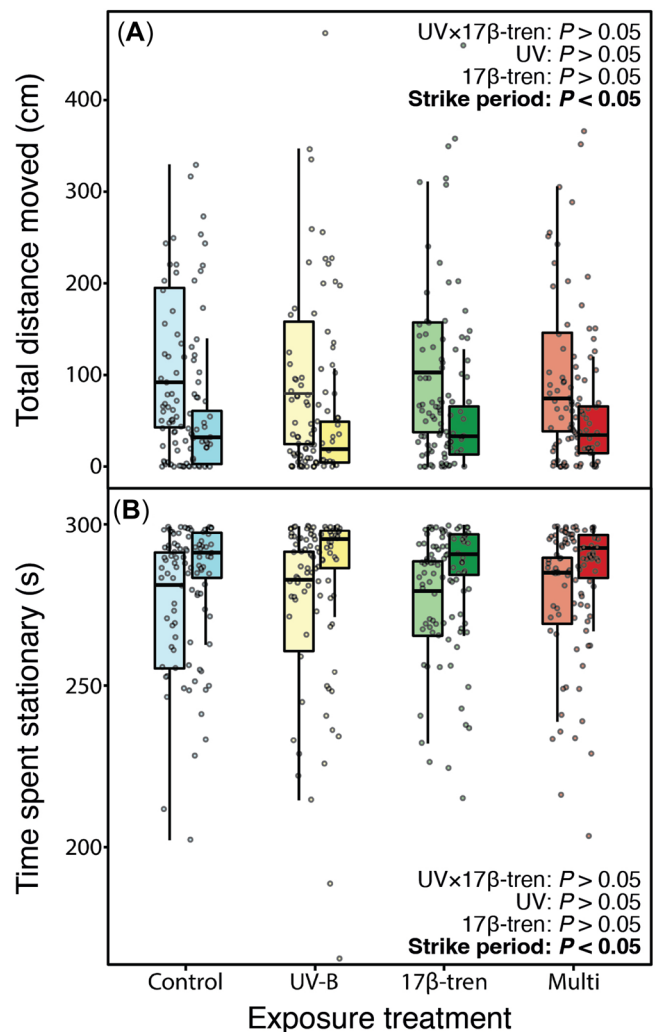 (A)
UV×17β-tren: P > 0.05
UV: P > 0.05
17β-tren: P > 0.05
Strike period: P < 0.05
Total distance moved (cm)
400
300
200
100
0
(B)
300
250
200
Time spent stationary (s)
UV×17β-tren: P > 0.05
UV: P > 0.05
17β-tren: P > 0.05
Strike period: P < 0.05
Control UV-B 17β-tren Multi
Exposure treatment